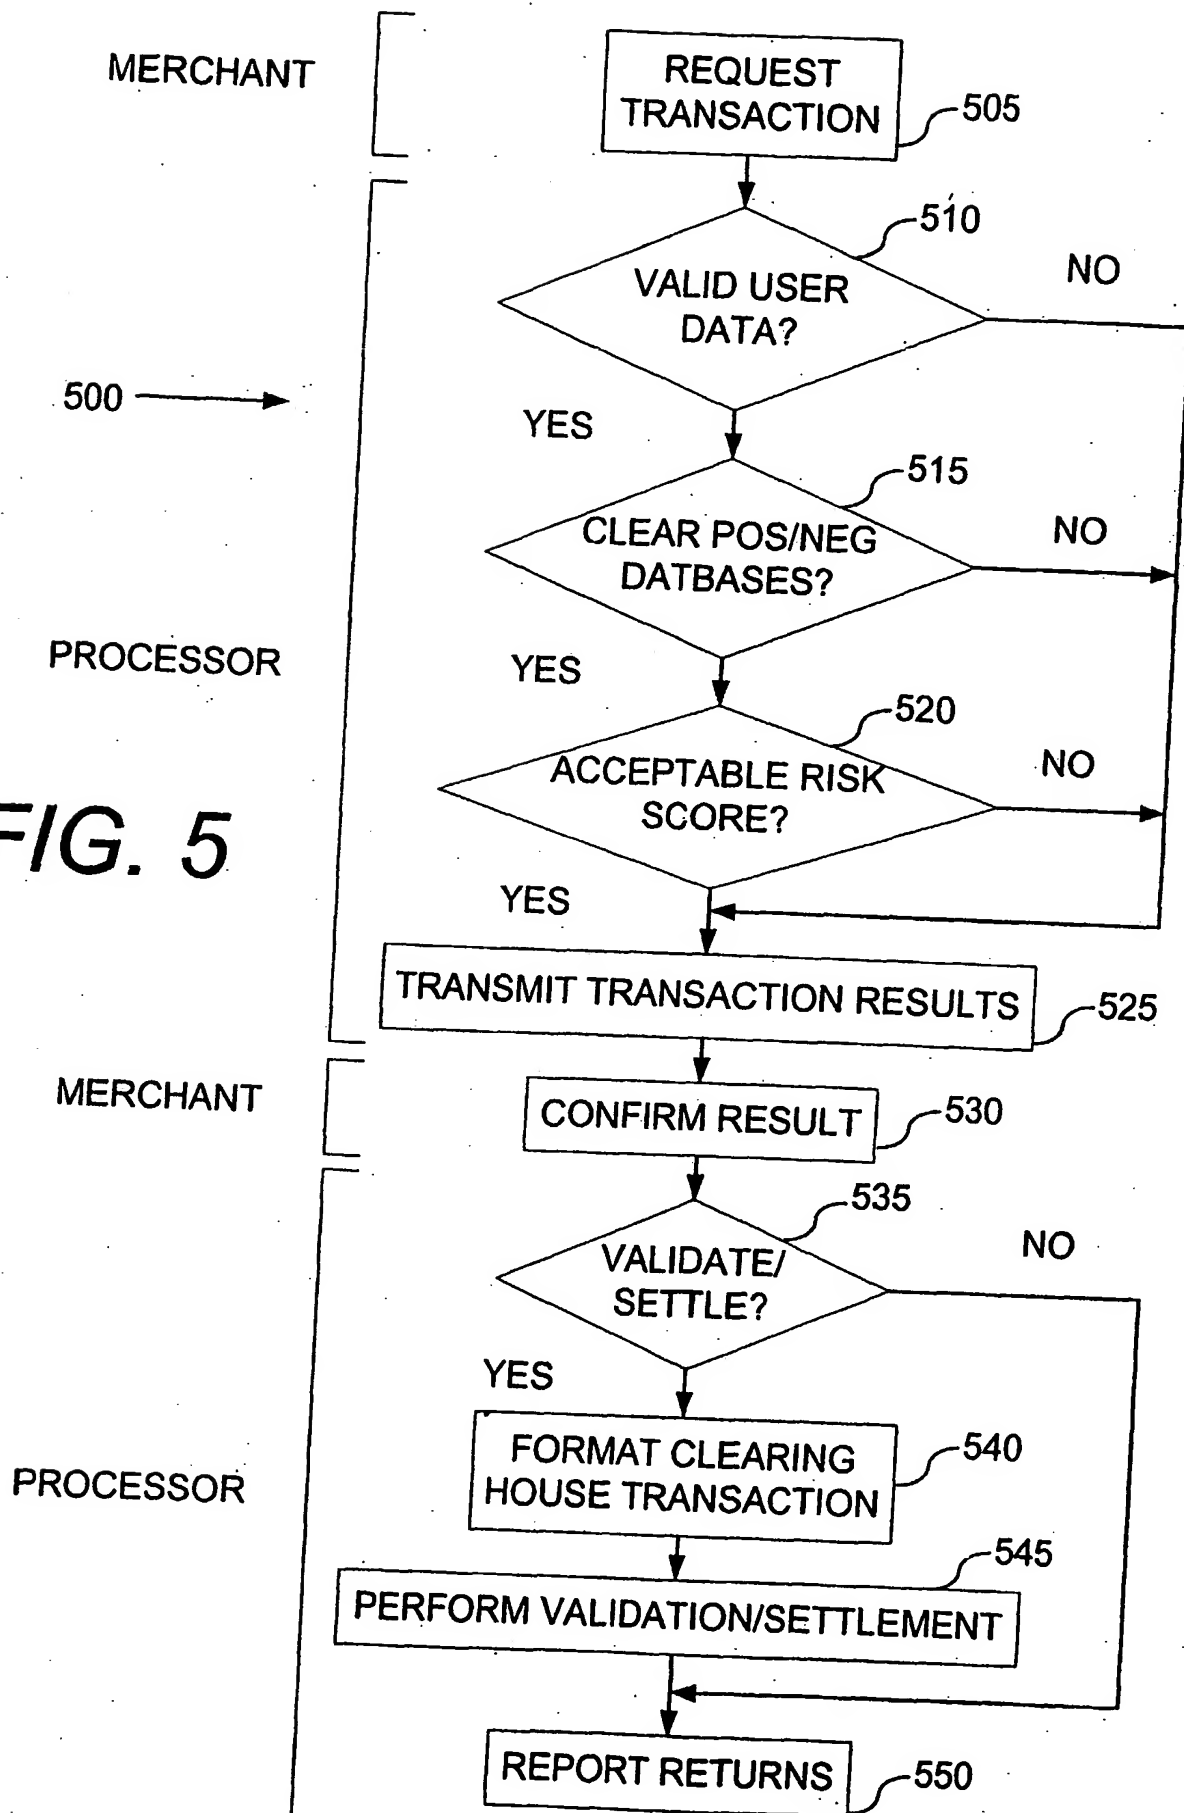 MERCHANT
REQUEST
TRANSACTION
505
510
VALID USER
DATA?
NO
500
YES
515
CLEAR POS/NEG
DATBASES?
NO
PROCESSOR
YES
520
ACCEPTABLE RISK
SCORE?
NO
FIG. 5
YES
TRANSMIT TRANSACTION RESULTS
525
MERCHANT
CONFIRM RESULT
530
535
VALIDATE/
SETTLE?
NO
YES
PROCESSOR
FORMAT CLEARING
HOUSE TRANSACTION
540
545
PERFORM VALIDATION/SETTLEMENT
REPORT RETURNS
550